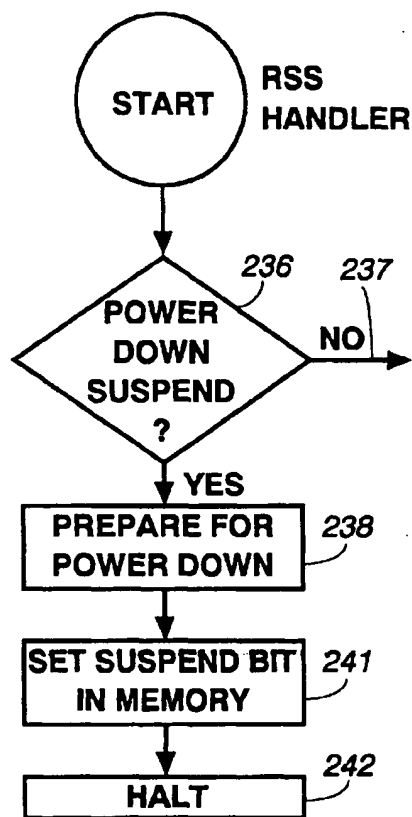 START
RSS
HANDLER
236
237
POWER
DOWN
SUSPEND
?
NO
YES
PREPARE FOR
POWER DOWN
238
SET SUSPEND BIT
IN MEMORY
241
HALT
242